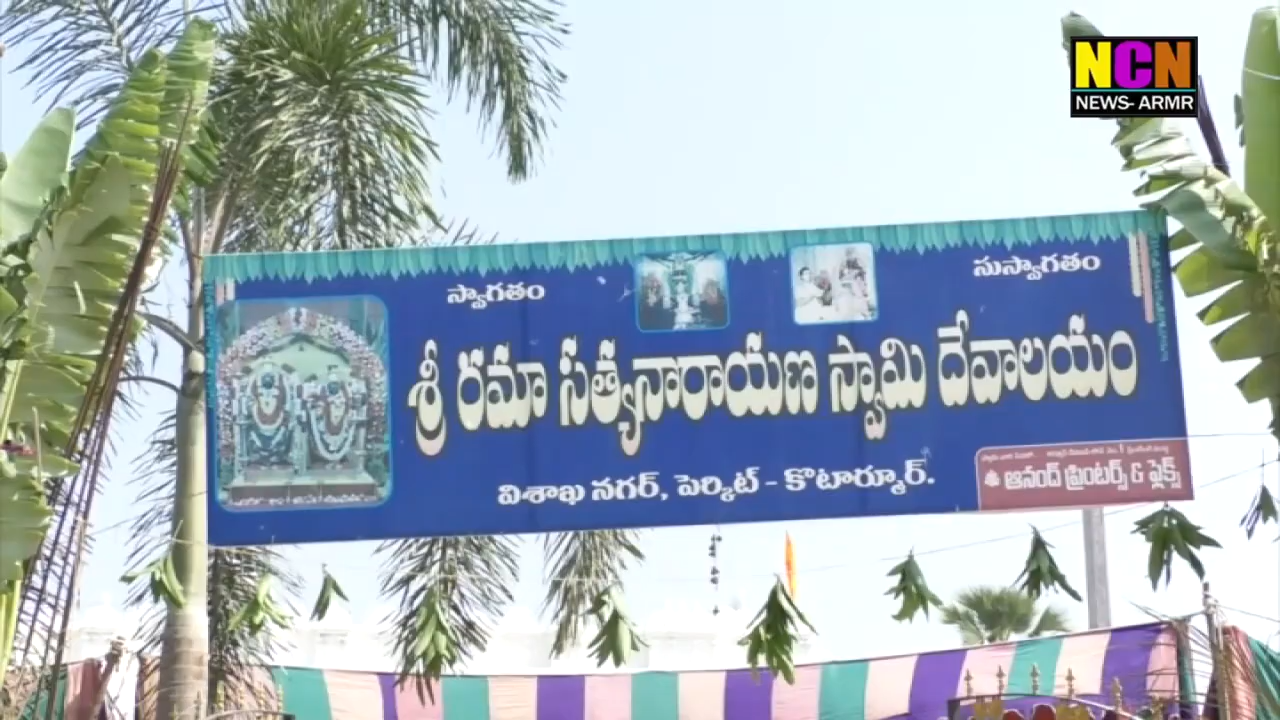 NCN
NEWS- ARMR
స్వాగతం
సుస్వాగతం
శ్రీ రమా సత్యనారాయణ స్వామి దేవాలయం
విశాఖ నగర్, పెర్కిట్ - కొటార్మూర్.
ఆనంద్ ప్రింటర్స్ & ఫ్లెక్స్